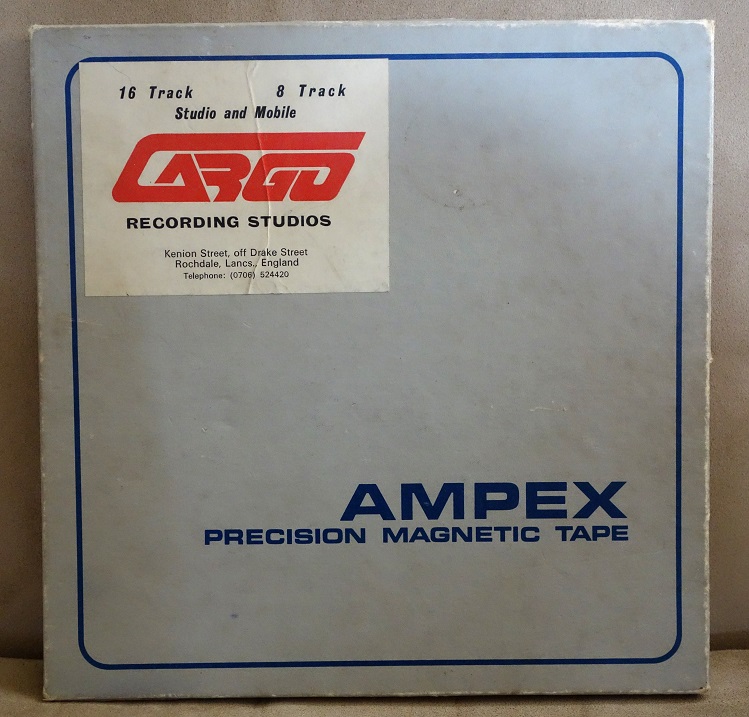 16 Track 8 Track
Studio and Mobile
CARGO
RECORDING STUDIOS
Kenion Street, off Drake Street
Rochdale, Lancs., England
Telephone: (0706) 524420
AMPEX
PRECISION MAGNETIC TAPE